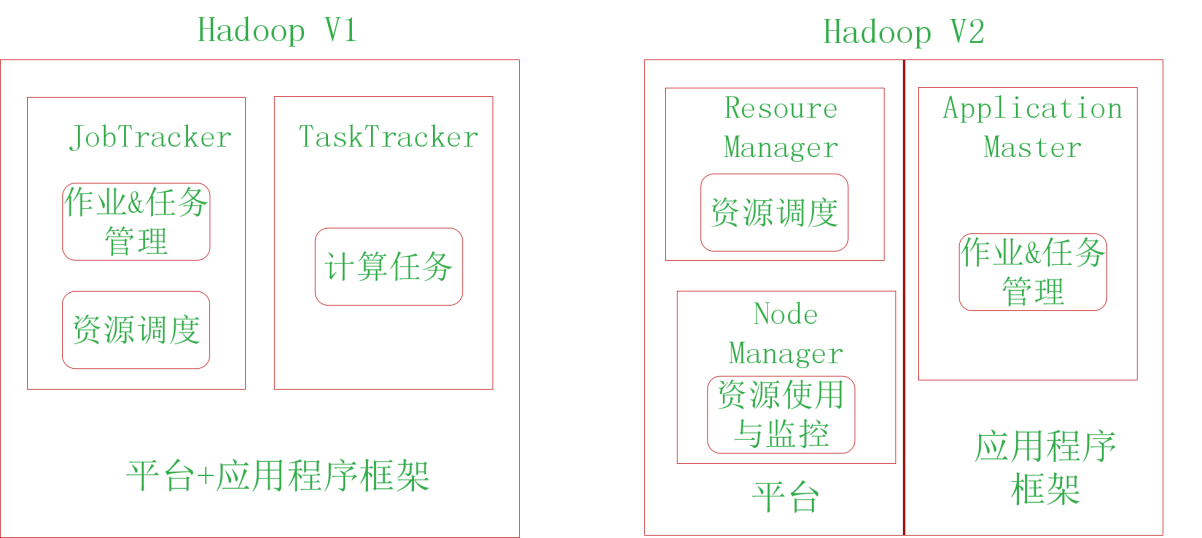 Hadoop V1
JobTracker
作业&任务
管理
资源调度
TaskTracker
计算任务
平台+应用程序框架
Hadoop V2
Resoure
Manager
资源调度
Node
Manager
资源使用
与监控
平台
Application
Master
作业&任务
管理
应用程序
框架